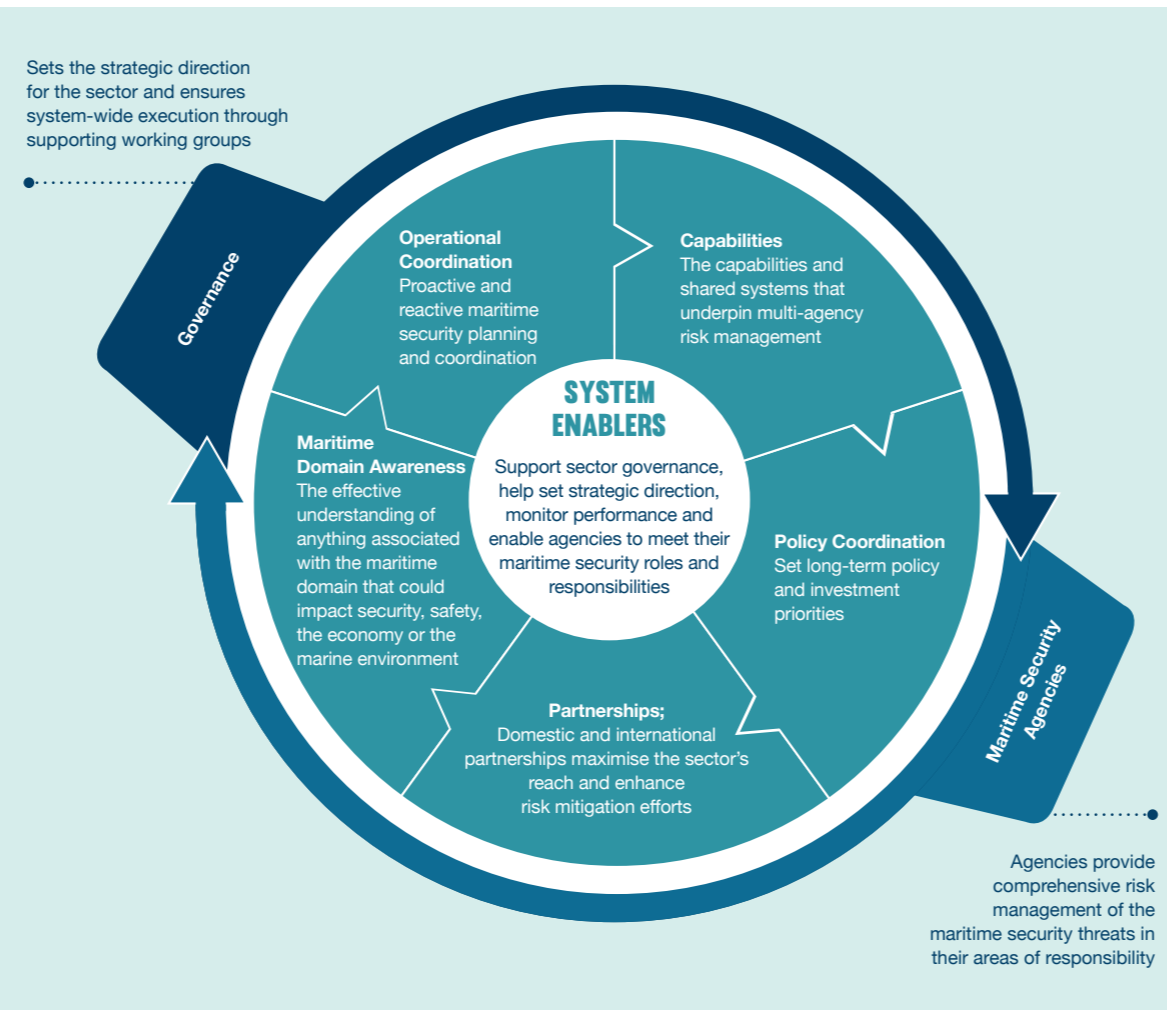 Sets the strategic direction
for the sector and ensures
system-wide execution through
supporting working groups
Governance
Operational
Coordination
Proactive and
reactive maritime
security planning
and coordination
Capabilities
The capabilities and
shared systems that
underpin multi-agency
risk management
SYSTEM
ENABLERS
Support sector governance,
help set strategic direction,
monitor performance and
enable agencies to meet their
maritime security roles and
responsibilities
Maritime
Domain Awareness
The effective
understanding of
anything associated
with the maritime
domain that could
impact security, safety,
the economy or the
marine environment
Policy Coordination
Set long-term policy
and investment
priorities
Partnerships;
Domestic and international
partnerships maximise the sector's
reach and enhance
risk mitigation efforts
Maritime Security
Agencies
Agencies provide
comprehensive risk
management of the
maritime security threats in
their areas of responsibility